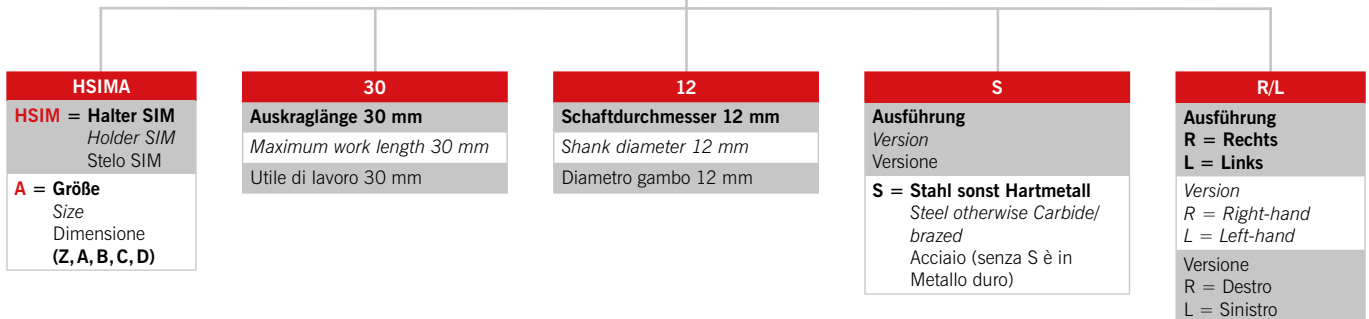 HSIMA
HSIM = Halter SIM
Holder SIM
Stelo SIM
A = Größe
Size
Dimensione
(Z, A, B, C, D)
30
Auskraglänge 30 mm
Maximum work length 30 mm
Utile di lavoro 30 mm
12
Schaftdurchmesser 12 mm
Shank diameter 12 mm
Diametro gambo 12 mm
S
Ausführung
Version
Versione
S = Stahl sonst Hartmetall
Steel otherwise Carbide/
brazed
Acciaio (senza S è in
Metallo duro)
R/L
Ausführung
R = Rechts
L = Links
Version
R = Right-hand
L = Left-hand
Versione
R = Destro
L = Sinistro